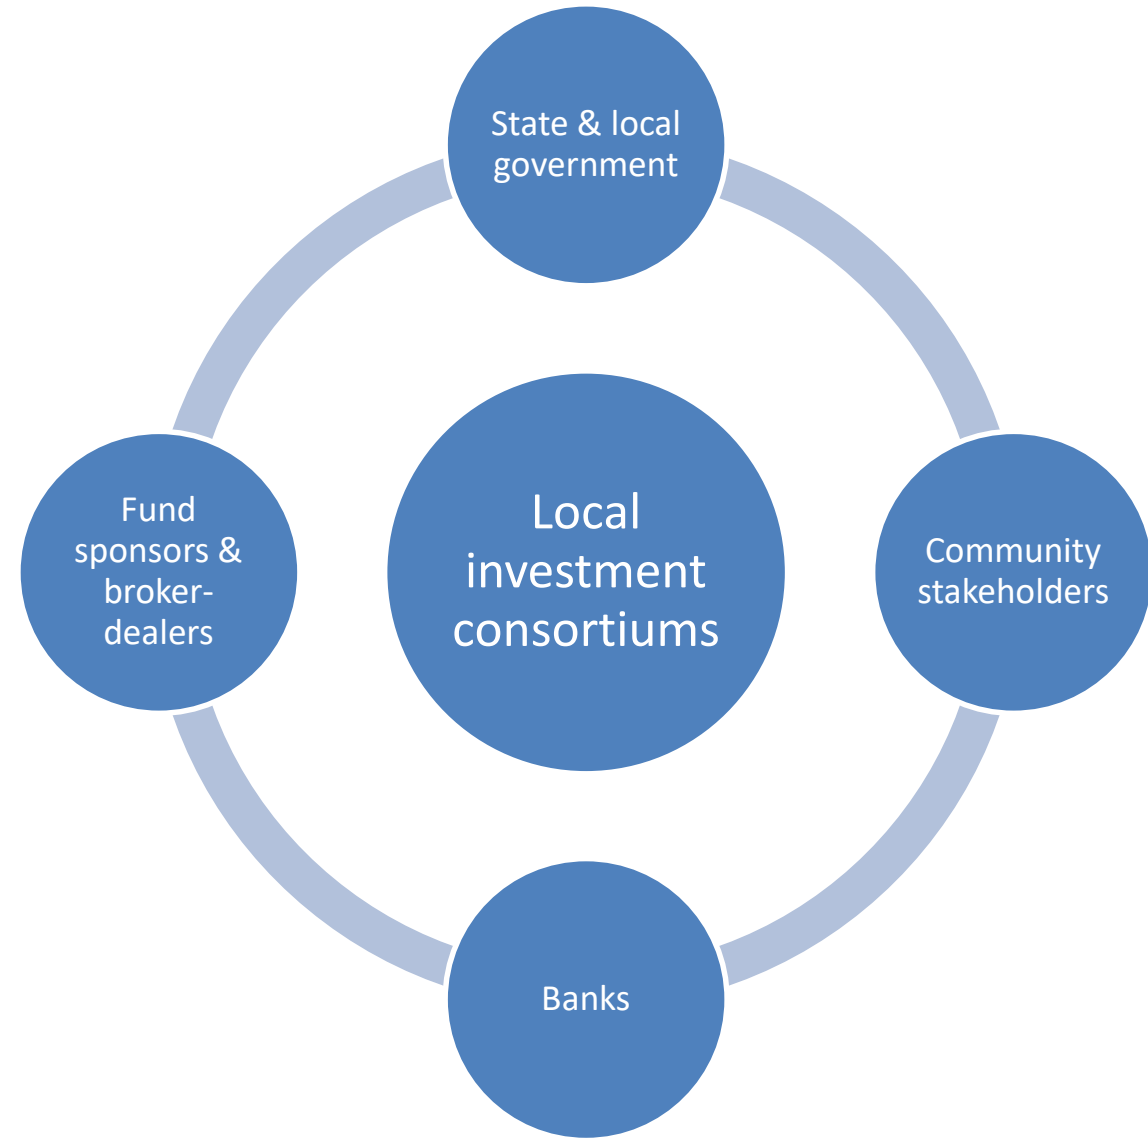 State & local
government
Fund
sponsors &
broker-
dealers
Local
investment
consortiums
Community
stakeholders
Banks